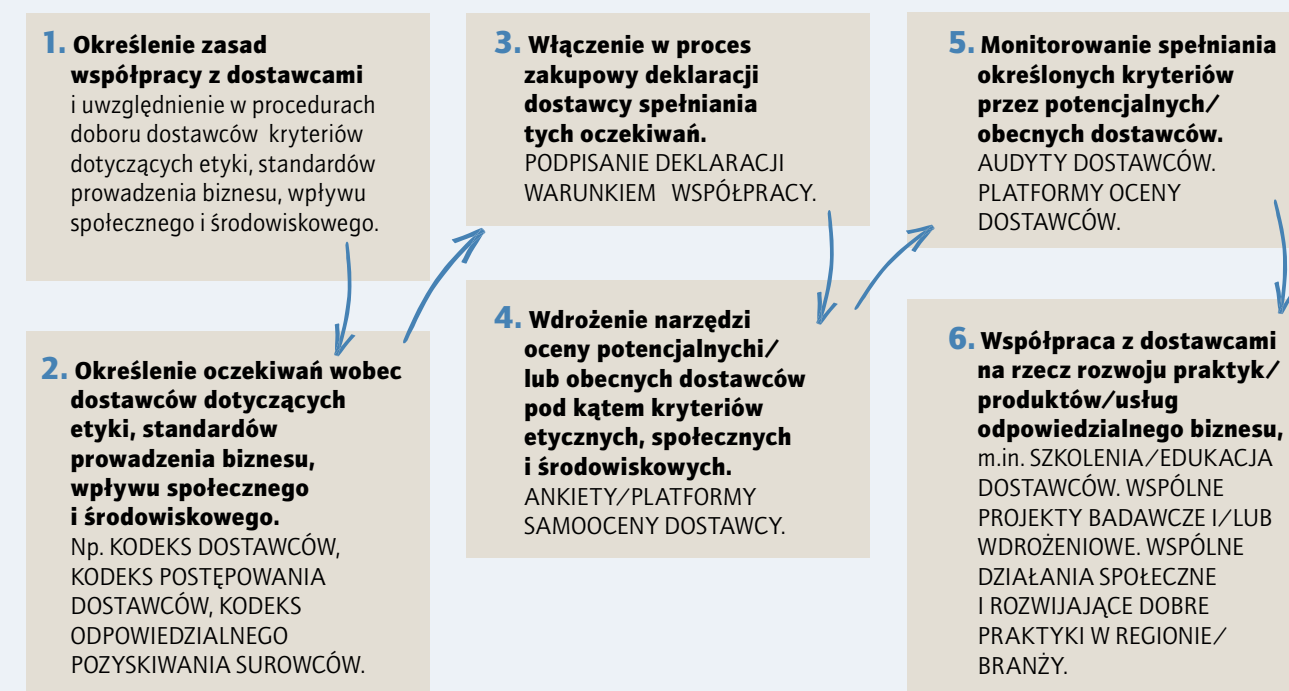 1. Określenie zasad
współpracy z dostawcami
i uwzględnienie w procedurach
doboru dostawców kryteriów
dotyczących etyki, standardów
prowadzenia biznesu, wpływu
społecznego i środowiskowego.
2. Określenie oczekiwań wobec
dostawców dotyczących
etyki, standardów
prowadzenia biznesu,
wpływu społecznego
i środowiskowego.
Np. KODEKS DOSTAWCÓW,
KODEKS POSTĘPOWANIA
DOSTAWCÓW, KODEKS
ODPOWIEDZIALNEGO
POZYSKIWANIA SUROWCÓW.
3. Włączenie w proces
zakupowy deklaracji
dostawcy spełniania
tych oczekiwań.
PODPISANIE DEKLARACJI
WARUNKIEM WSPÓŁPRACY.
4. Wdrożenie narzędzi
oceny potencjalnychi/
lub obecnych dostawców
pod kątem kryteriów
etycznych, społecznych
i środowiskowych.
ANKIETY/PLATFORMY
SAMOOCENY DOSTAWCY.
5. Monitorowanie spełniania
określonych kryteriów
przez potencjalnych/
obecnych dostawców.
AUDYTY DOSTAWCÓW.
PLATFORMY OCENY
DOSTAWCÓW.
6. Współpraca z dostawcami
na rzecz rozwoju praktyk/
produktów/usług
odpowiedzialnego biznesu,
m.in. SZKOLENIA/EDUKACJA
DOSTAWCÓW. WSPÓLNE
PROJEKTY BADAWCZE I/LUB
WDROŻENIOWE. WSPÓLNE
DZIAŁANIA SPOŁECZNE
I ROZWIJAJĄCE DOBRE
PRAKTYKI W REGIONIE/
BRANŻY.